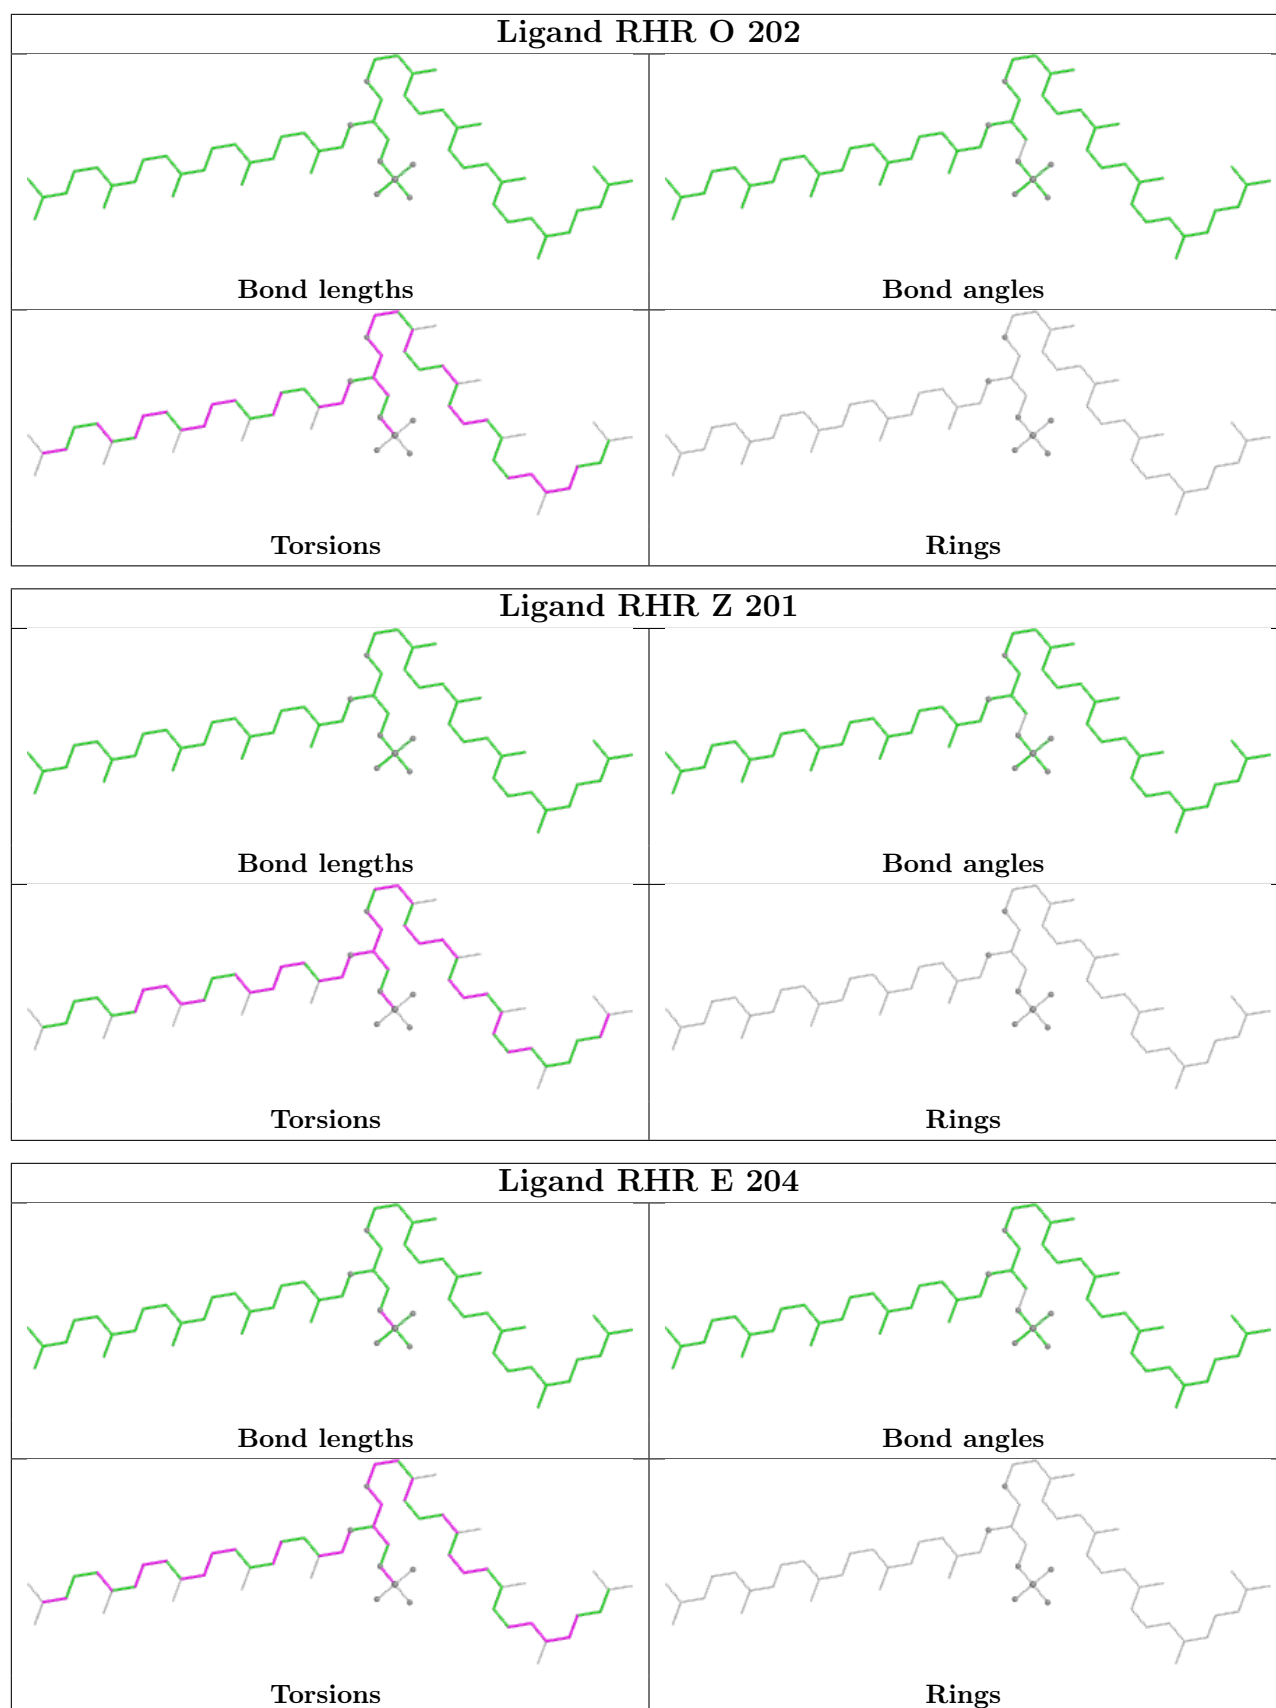 Ligand RHR O 202
Bond lengths
Bond angles
Torsions
Rings
Ligand RHR Z 201
Bond lengths
Bond angles
Torsions
Rings
Ligand RHR E 204
Bond lengths
Bond angles
Torsions
Rings